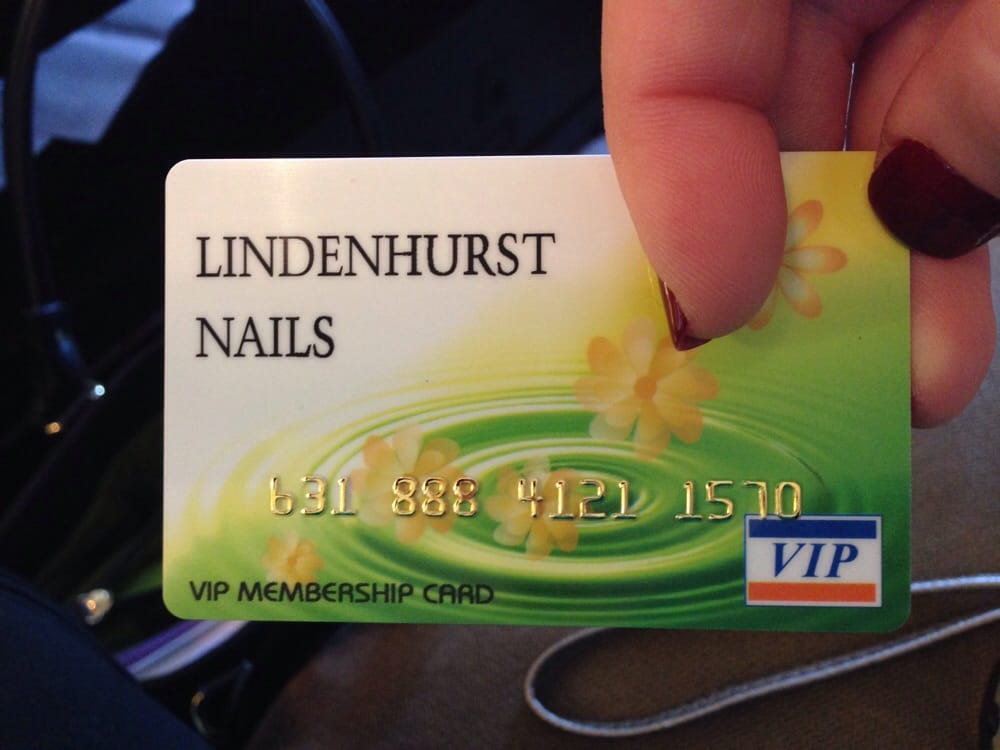 LINDENHURST
NAILS
631 888 4121 1570
VIP
VIP MEMBERSHIP CARD